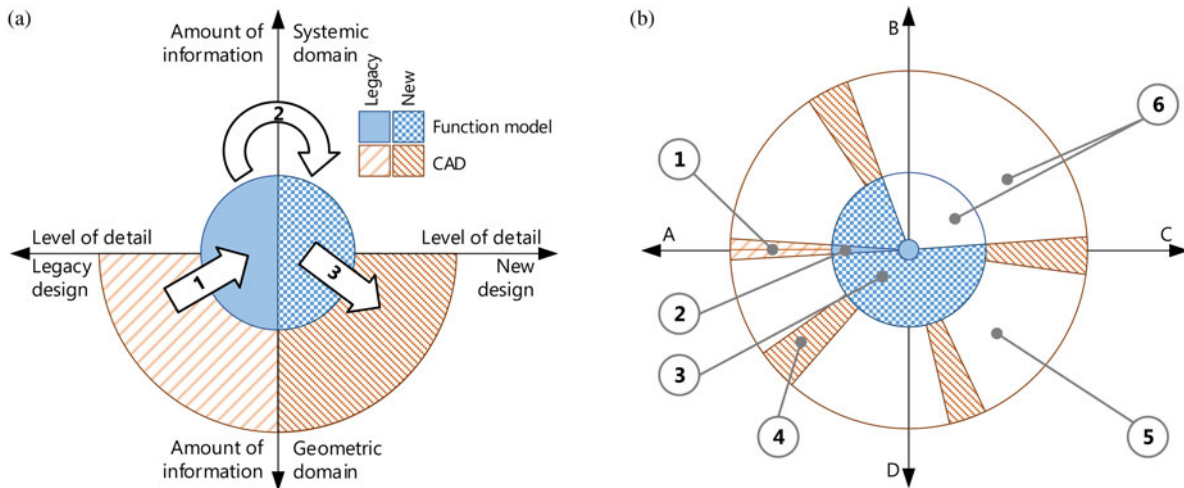 (a)
Amount of
information
Systemic
domain
Legacy
New
Function model
CAD
2
Level of detail
Legacy
design
Level of detail
New
design
1
3
Amount of
information
Geometric
domain
(b)
B
6
1
A
C
2
3
4
5
D